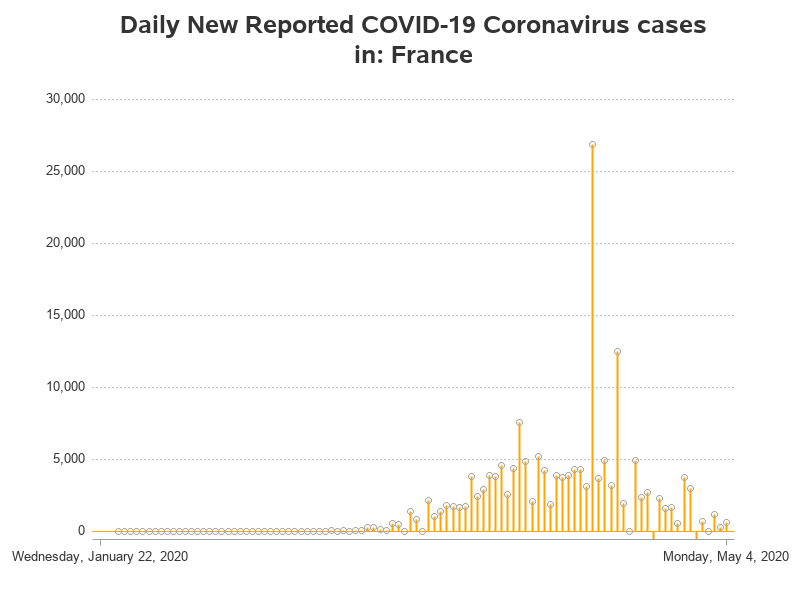 Daily New Reported COVID-19 Coronavirus cases
in: France
30,000
25,000
20,000
15,000
10,000
5,000
0
Wednesday, January 22, 2020
Monday, May 4, 2020